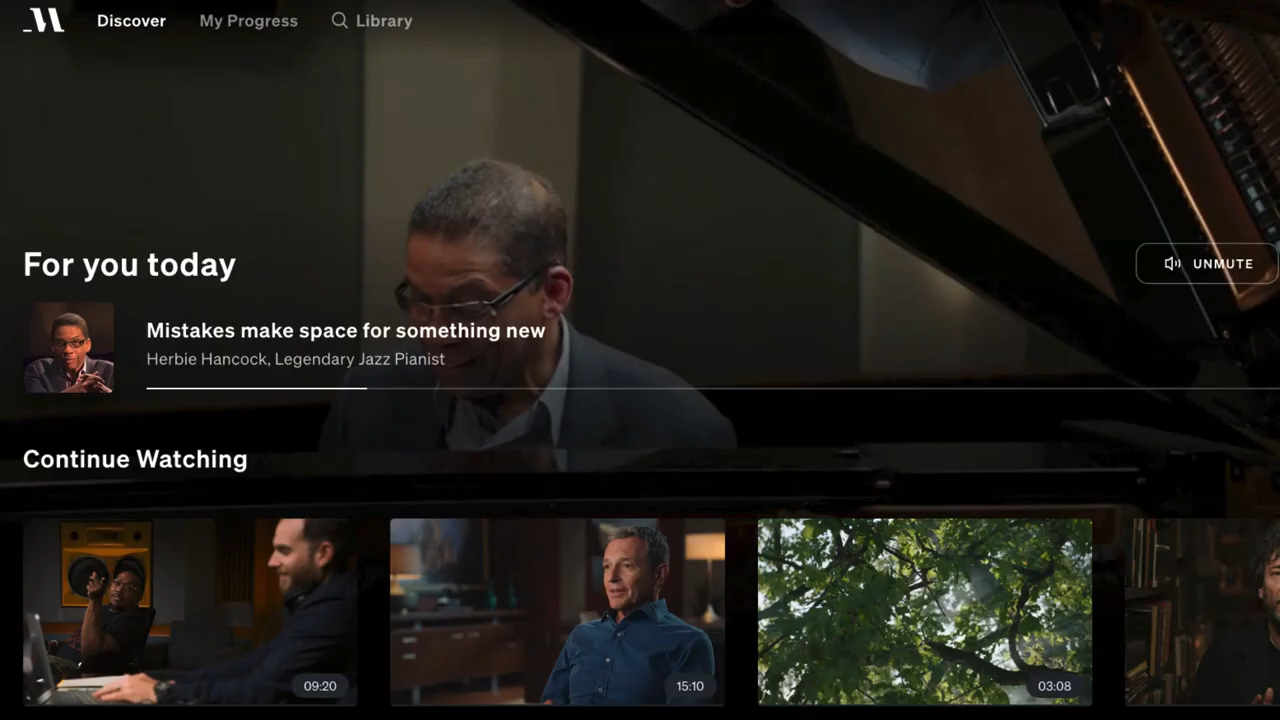 Discover
My Progress
Library
For you today
UNMUTE
Mistakes make space for something new
Herbie Hancock, Legendary Jazz Pianist
Continue Watching
09:20
15:10
03:08